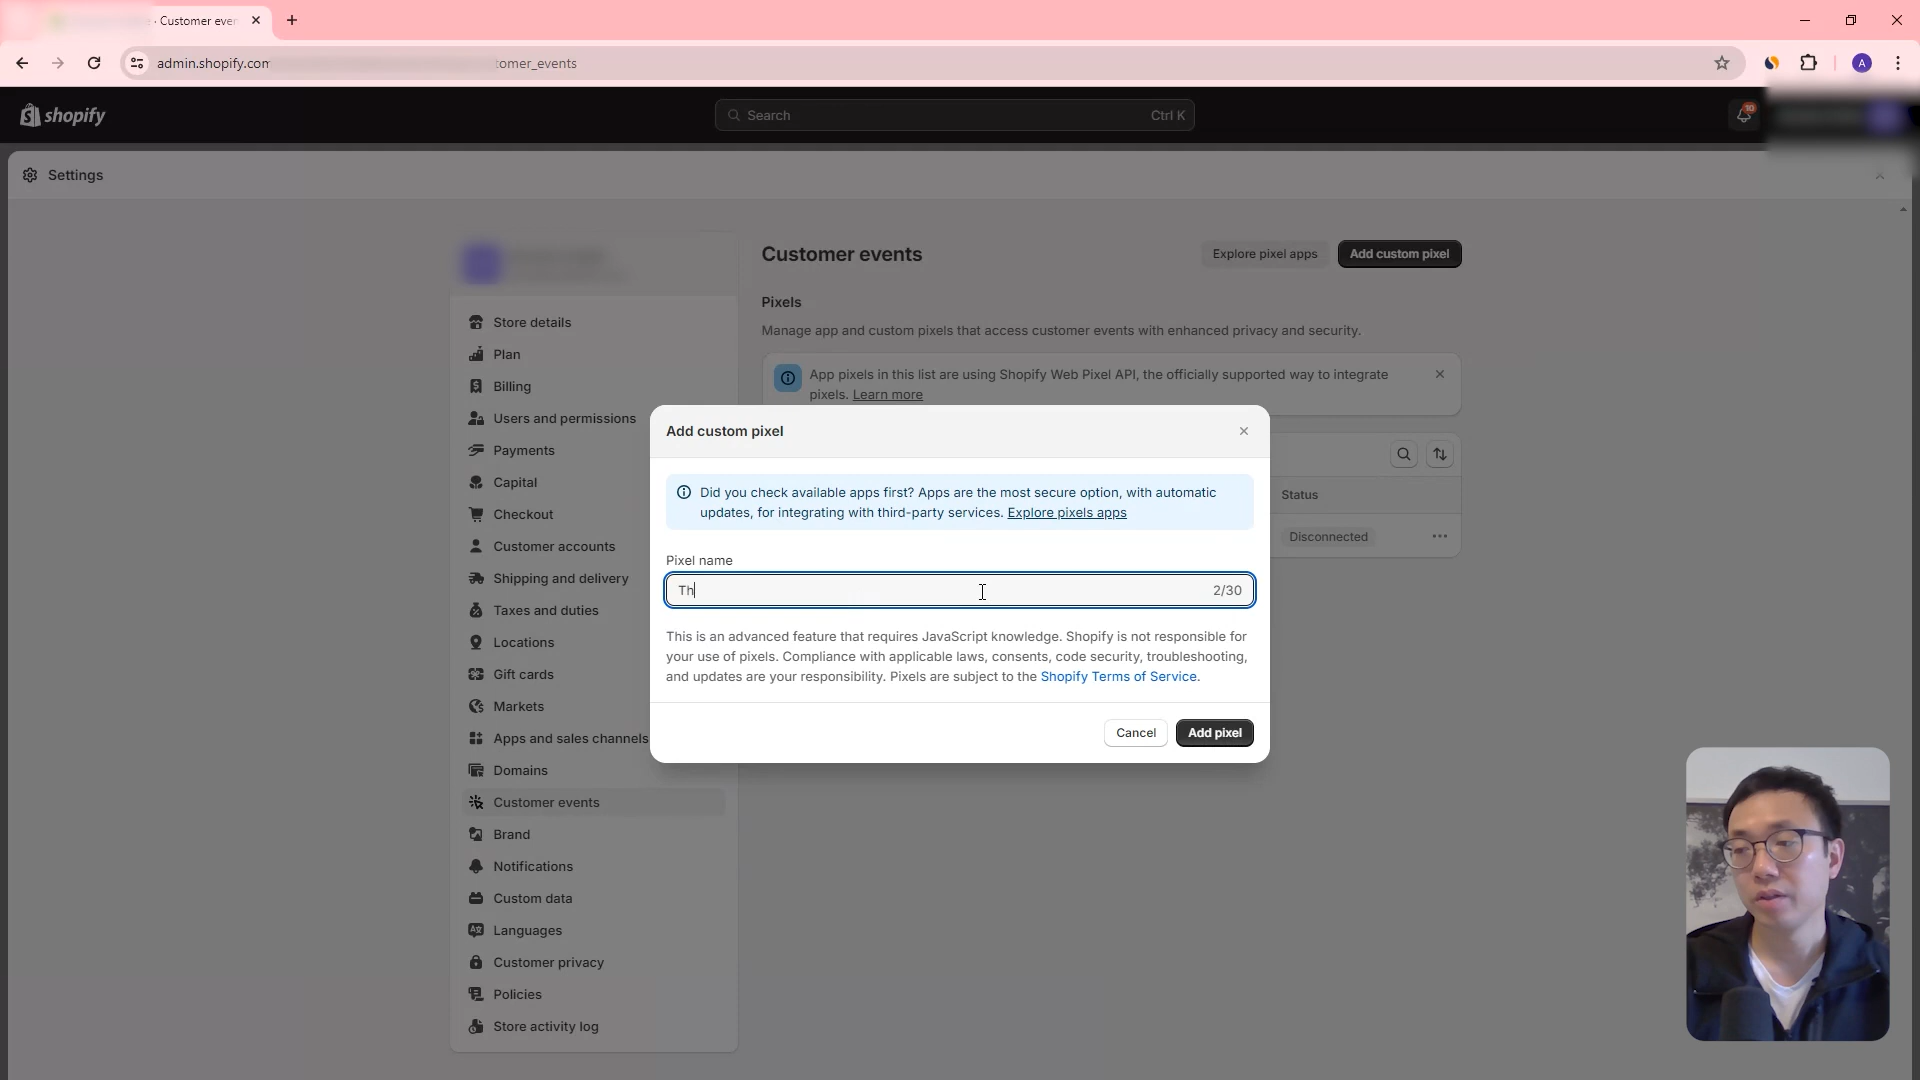 Customer even
admin.shopify.com
tomer_events
A
shopify
Search
Ctrl K
10
Settings
Customer events
Explore pixel apps
Add custom pixel
Pixels
Manage app and custom pixels that access customer events with enhanced privacy and security.
App pixels in this list are using Shopify Web Pixel API, the officially supported way to integrate
pixels. Learn more
Store details
Plan
Billing
Users and permissions
Payments
Capital
Checkout
Customer accounts
Shipping and delivery
Taxes and duties
Locations
Gift cards
Markets
Apps and sales channels
Domains
Customer events
Brand
Notifications
Custom data
Languages
Customer privacy
Policies
Store activity log
Status
Disconnected
Add custom pixel
Did you check available apps first? Apps are the most secure option, with automatic
updates, for integrating with third-party services. Explore pixels apps
Pixel name
Th
2/30
This is an advanced feature that requires JavaScript knowledge. Shopify is not responsible for
your use of pixels. Compliance with applicable laws, consents, code security, troubleshooting,
and updates are your responsibility. Pixels are subject to the Shopify Terms of Service.
Cancel
Add pixel